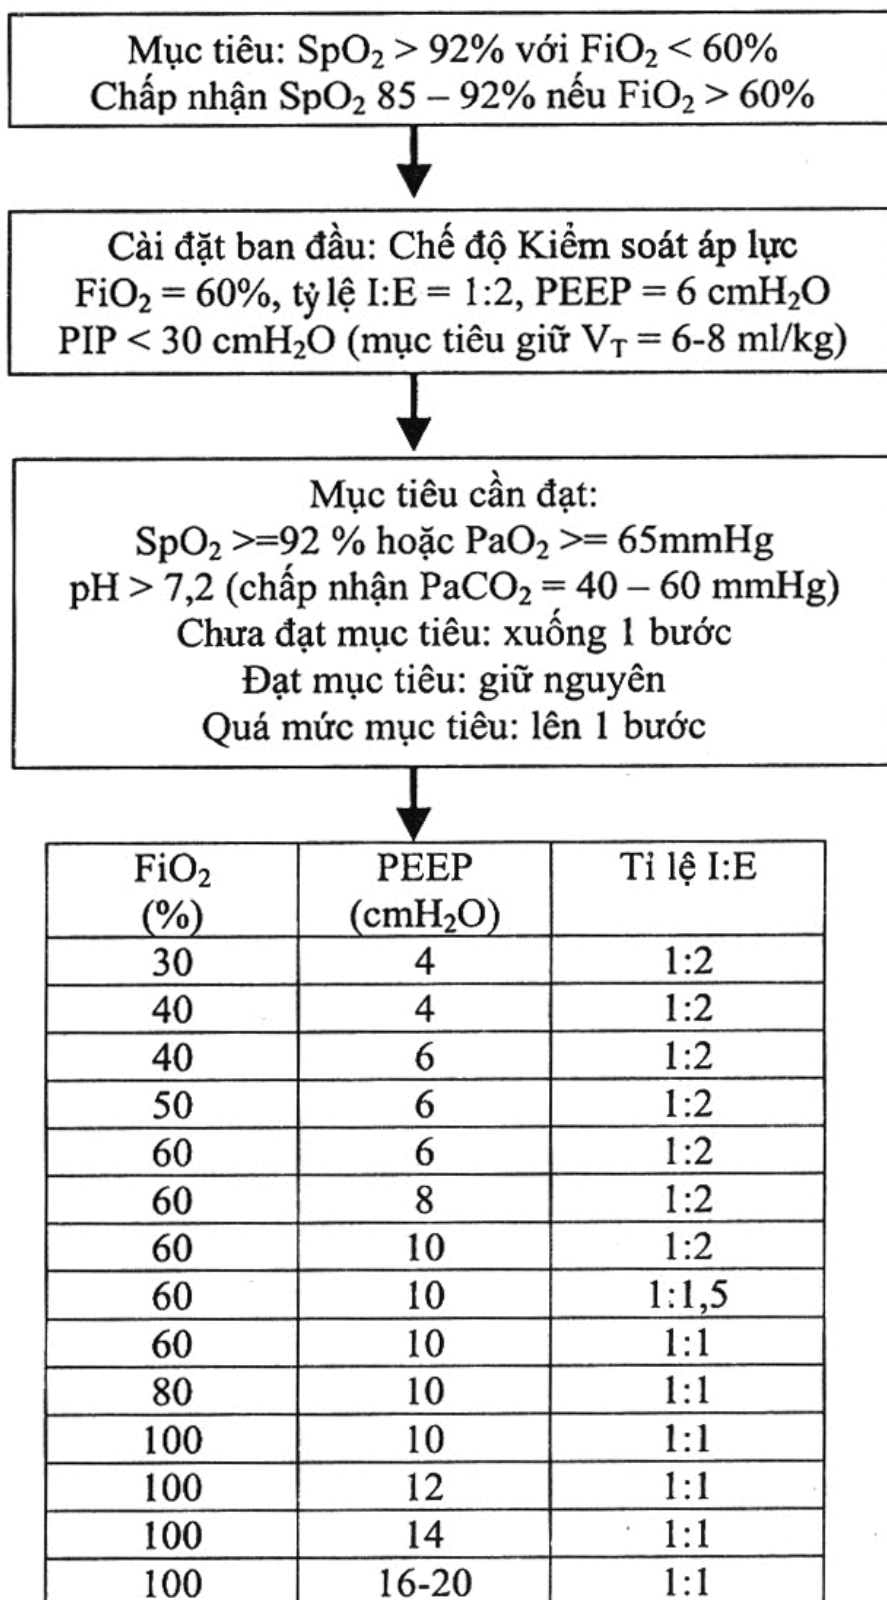 Mục tiêu: SpO₂ > 92% với FiO₂ < 60%
Chấp nhận SpO₂ 85 – 92% nếu FiO₂ > 60%
Cài đặt ban đầu: Chế độ Kiểm soát áp lực
FiO₂ = 60%, tỷ lệ I:E = 1:2, PEEP = 6 cmH₂O
PIP < 30 cmH₂O (mục tiêu giữ V_T = 6-8 ml/kg)
Mục tiêu cần đạt:
SpO₂ >=92 % hoặc PaO₂ >= 65mmHg
pH > 7,2 (chấp nhận PaCO₂ = 40 – 60 mmHg)
Chưa đạt mục tiêu: xuống 1 bước
Đạt mục tiêu: giữ nguyên
Quá mức mục tiêu: lên 1 bước
FiO₂ PEEP Tỉ lệ I:E
(%) (cmH₂O)
30 4 1:2
40 4 1:2
40 6 1:2
50 6 1:2
60 6 1:2
60 8 1:2
60 10 1:2
60 10 1:1,5
60 10 1:1
80 10 1:1
100 10 1:1
100 12 1:1
100 14 1:1
100 16-20 1:1